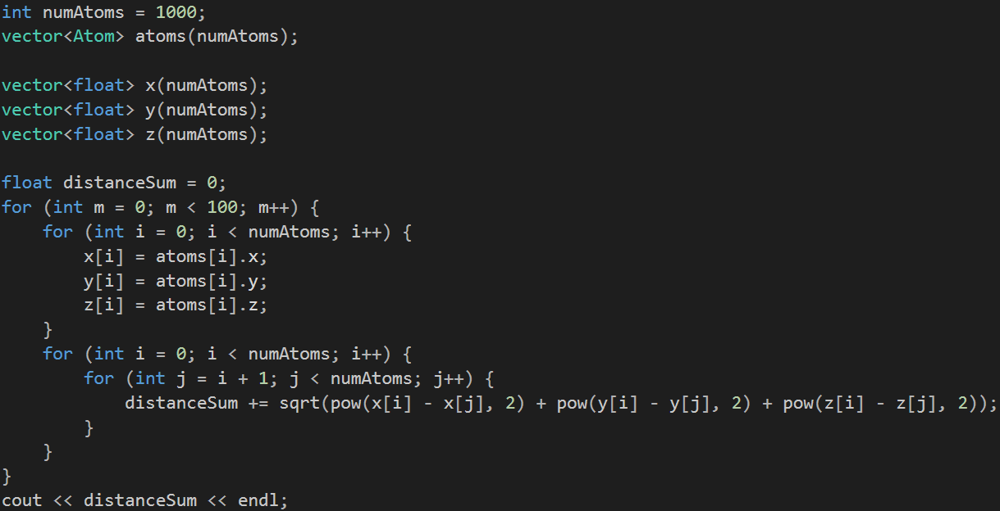 int numAtoms = 1000;
vector<Atom> atoms(numAtoms);

vector<float> x(numAtoms);
vector<float> y(numAtoms);
vector<float> z(numAtoms);

float distanceSum = 0;
for (int m = 0; m < 100; m++) {
    for (int i = 0; i < numAtoms; i++) {
        x[i] = atoms[i].x;
        y[i] = atoms[i].y;
        z[i] = atoms[i].z;
    }
    for (int i = 0; i < numAtoms; i++) {
        for (int j = i + 1; j < numAtoms; j++) {
            distanceSum += sqrt(pow(x[i] - x[j], 2) + pow(y[i] - y[j], 2) + pow(z[i] - z[j], 2));
        }
    }
}
cout << distanceSum << endl;